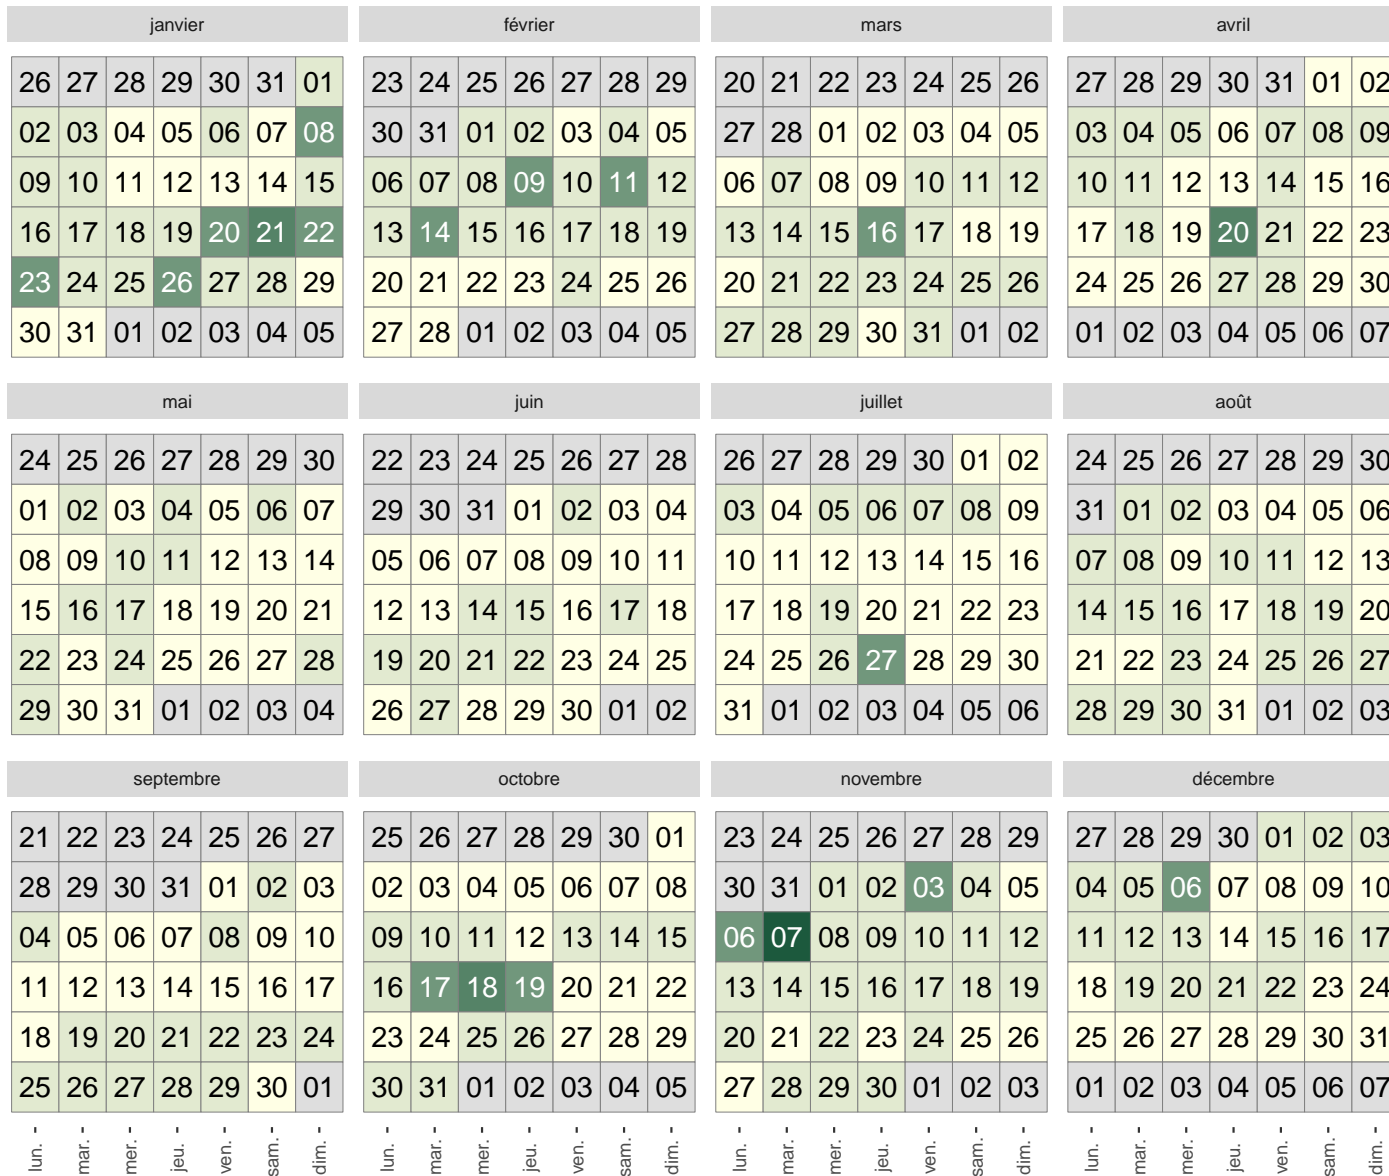 janvier février mars avril
26 27 28 29 30 31 01 23 24 25 26 27 28 29 20 21 22 23 24 25 26 27 28 29 30 31 01 02
02 03 04 05 06 07 08 30 31 01 02 03 04 05 27 28 01 02 03 04 05 03 04 05 06 07 08 09
09 10 11 12 13 14 15 06 07 08 09 10 11 12 06 07 08 09 10 11 12 10 11 12 13 14 15 16
16 17 18 19 20 21 22 13 14 15 16 17 18 19 13 14 15 16 17 18 19 17 18 19 20 21 22 23
23 24 25 26 27 28 29 20 21 22 23 24 25 26 20 21 22 23 24 25 26 24 25 26 27 28 29 30
30 31 01 02 03 04 05 27 28 01 02 03 04 05 27 28 29 30 31 01 02 01 02 03 04 05 06 07
mai juin juillet août
24 25 26 27 28 29 30 22 23 24 25 26 27 28 26 27 28 29 30 01 02 24 25 26 27 28 29 30
01 02 03 04 05 06 07 29 30 31 01 02 03 04 03 04 05 06 07 08 09 31 01 02 03 04 05 06
08 09 10 11 12 13 14 05 06 07 08 09 10 11 10 11 12 13 14 15 16 07 08 09 10 11 12 13
15 16 17 18 19 20 21 12 13 14 15 16 17 18 17 18 19 20 21 22 23 14 15 16 17 18 19 20
22 23 24 25 26 27 28 19 20 21 22 23 24 25 24 25 26 27 28 29 30 21 22 23 24 25 26 27
29 30 31 01 02 03 04 26 27 28 29 30 01 02 31 01 02 03 04 05 06 28 29 30 31 01 02 03
septembre octobre novembre décembre
21 22 23 24 25 26 27 25 26 27 28 29 30 01 23 24 25 26 27 28 29 27 28 29 30 01 02 03
28 29 30 31 01 02 03 02 03 04 05 06 07 08 30 31 01 02 03 04 05 04 05 06 07 08 09 10
04 05 06 07 08 09 10 09 10 11 12 13 14 15 06 07 08 09 10 11 12 11 12 13 14 15 16 17
11 12 13 14 15 16 17 16 17 18 19 20 21 22 13 14 15 16 17 18 19 18 19 20 21 22 23 24
18 19 20 21 22 23 24 23 24 25 26 27 28 29 20 21 22 23 24 25 26 25 26 27 28 29 30 31
25 26 27 28 29 30 01 30 31 01 02 03 04 05 27 28 29 30 01 02 03 01 02 03 04 05 06 07
lun. mar. mer. jeu. ven. sam. dim. lun. mar. mer. jeu. ven. sam. dim. lun. mar. mer. jeu. ven. sam. dim. lun. mar. mer. jeu. ven. sam. dim.